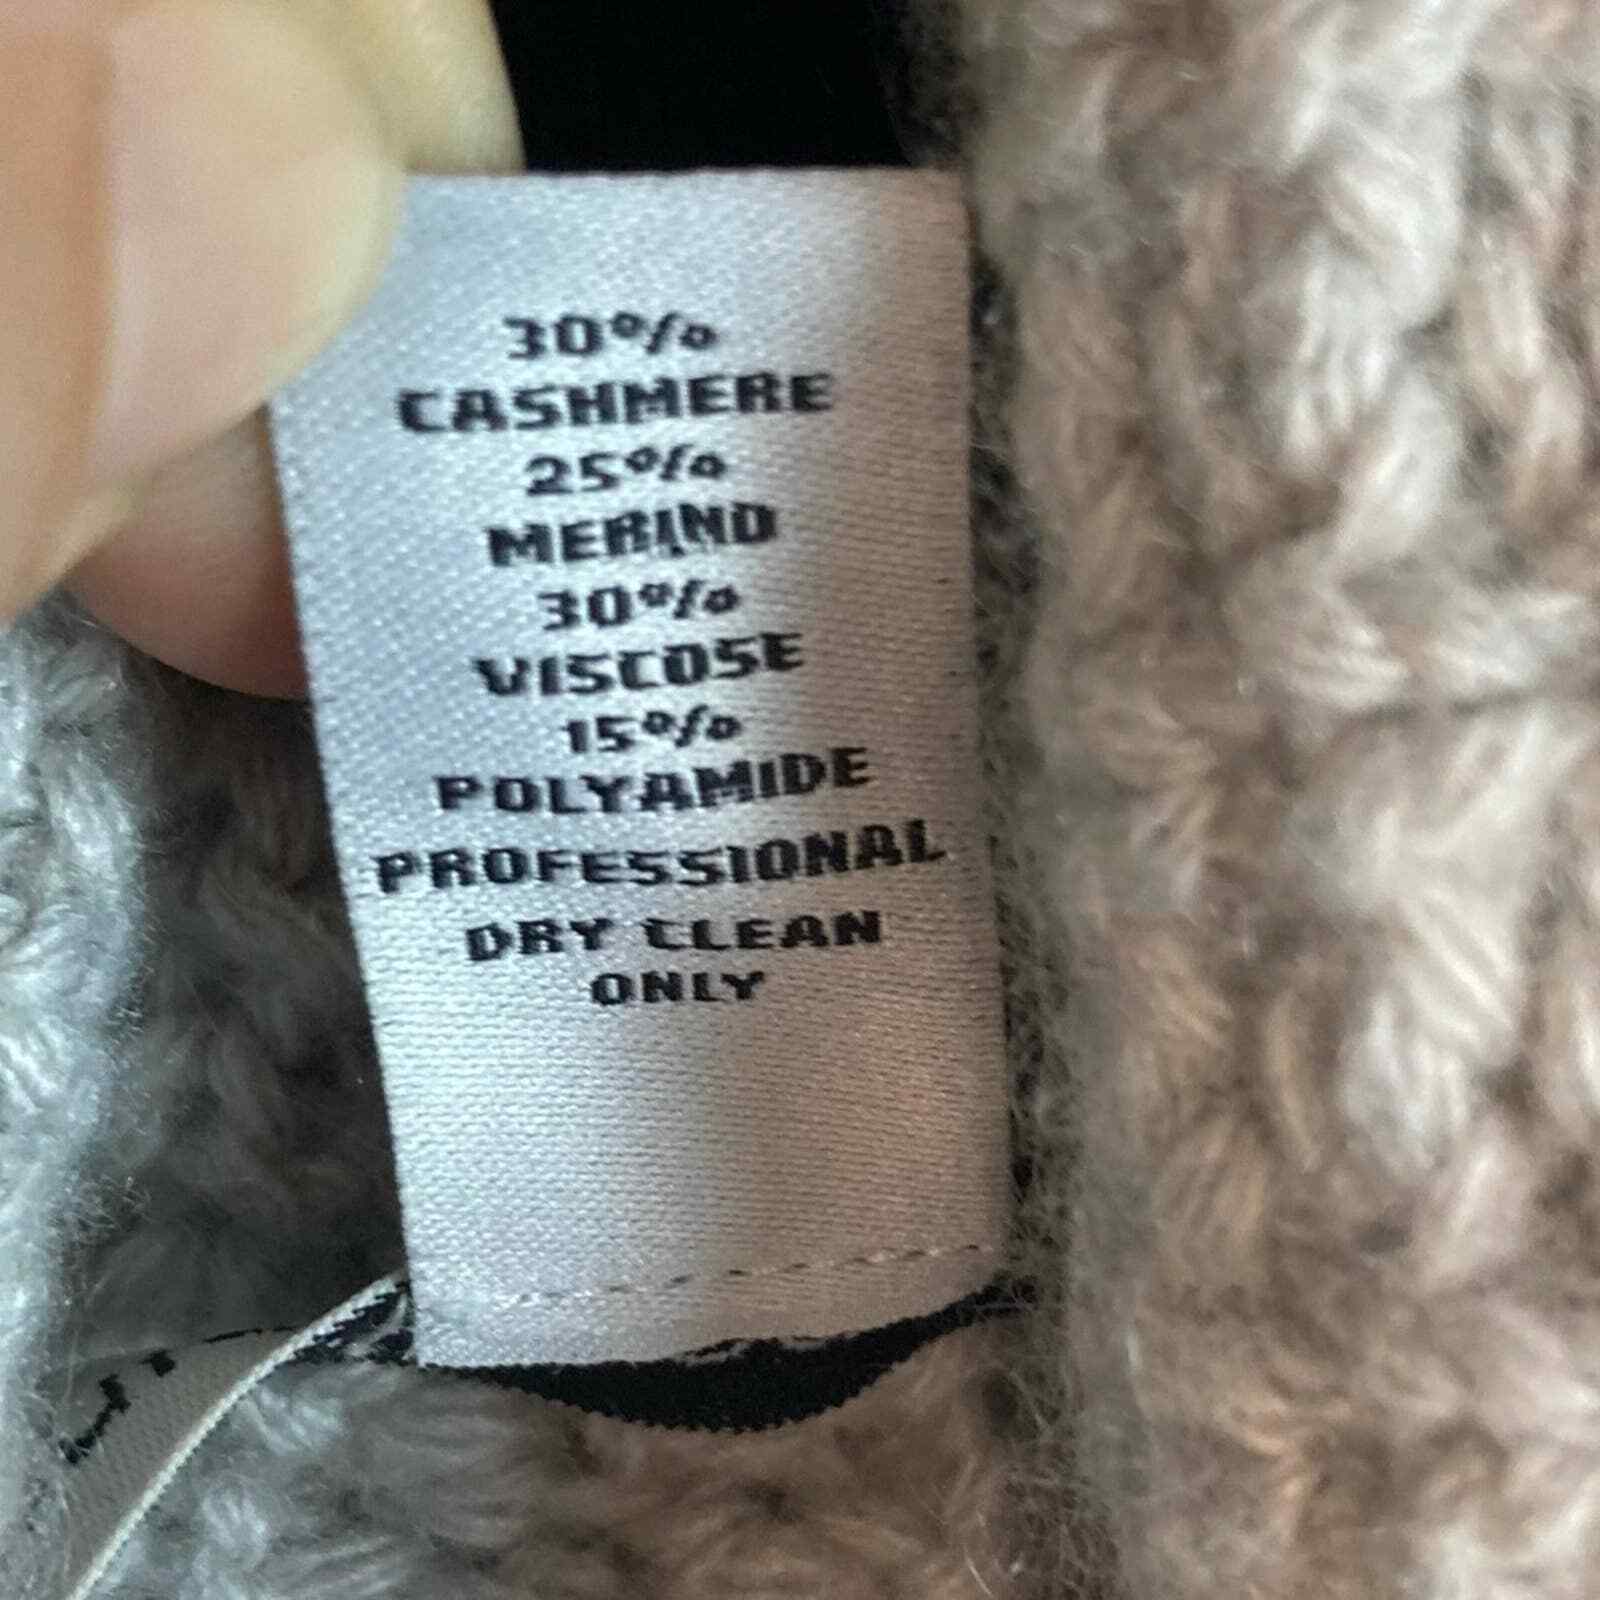 30%
CASHMERE
25%
MERINO
30%
VISCOSE
15%
POLYAMIDE
PROFESSIONAL
DRY CLEAN
ONLY